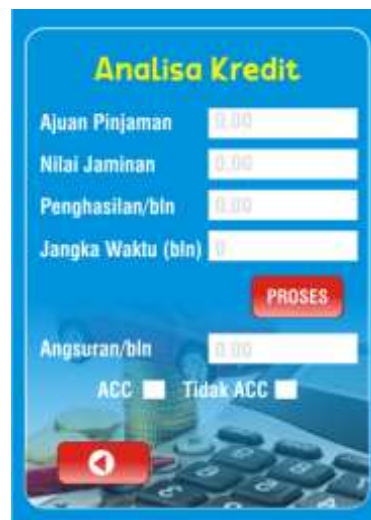 Analisa Kredit
Ajuan Pinjaman 0.00
Nilai Jaminan 0.00
Penghasilan/bln 0.00
Jangka Waktu (bln) 0
PROSES
Angsuran/bln 0.00
ACC Tidak ACC